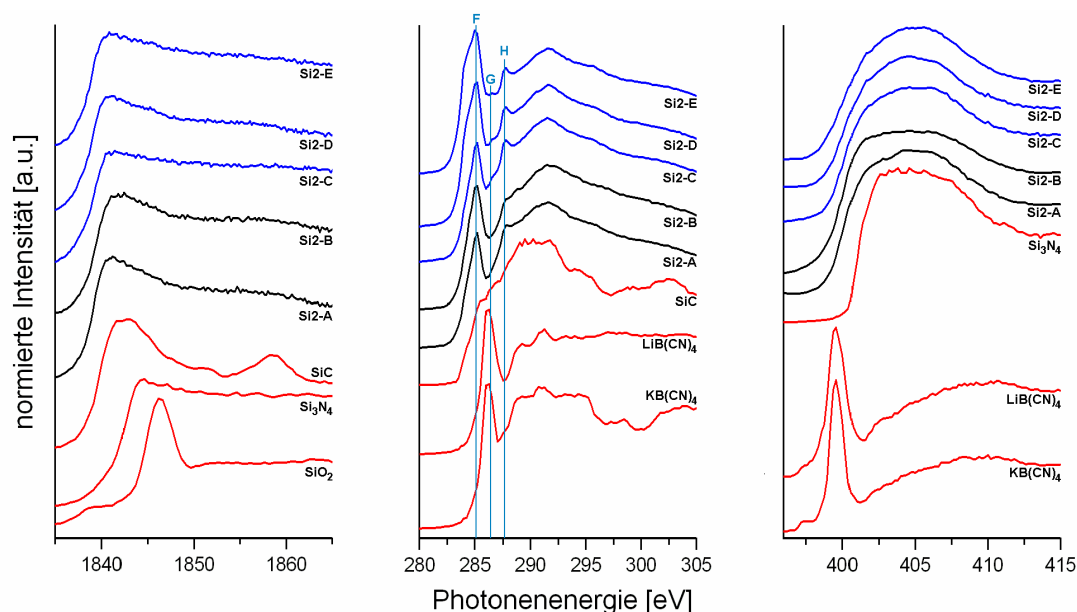 normierte Intensität [a.u.]
Si2-E
Si2-D
Si2-C
Si2-B
Si2-A
SiC
Si₃N₄
SiO₂
1840
1850
1860
F
G
H
Si2-E
Si2-D
Si2-C
Si2-B
Si2-A
SiC
LiB(CN)₄
KB(CN)₄
280
285
290
295
300
305
Si2-E
Si2-D
Si2-C
Si2-B
Si2-A
Si₃N₄
LiB(CN)₄
KB(CN)₄
400
405
410
415
Photonenenergie [eV]